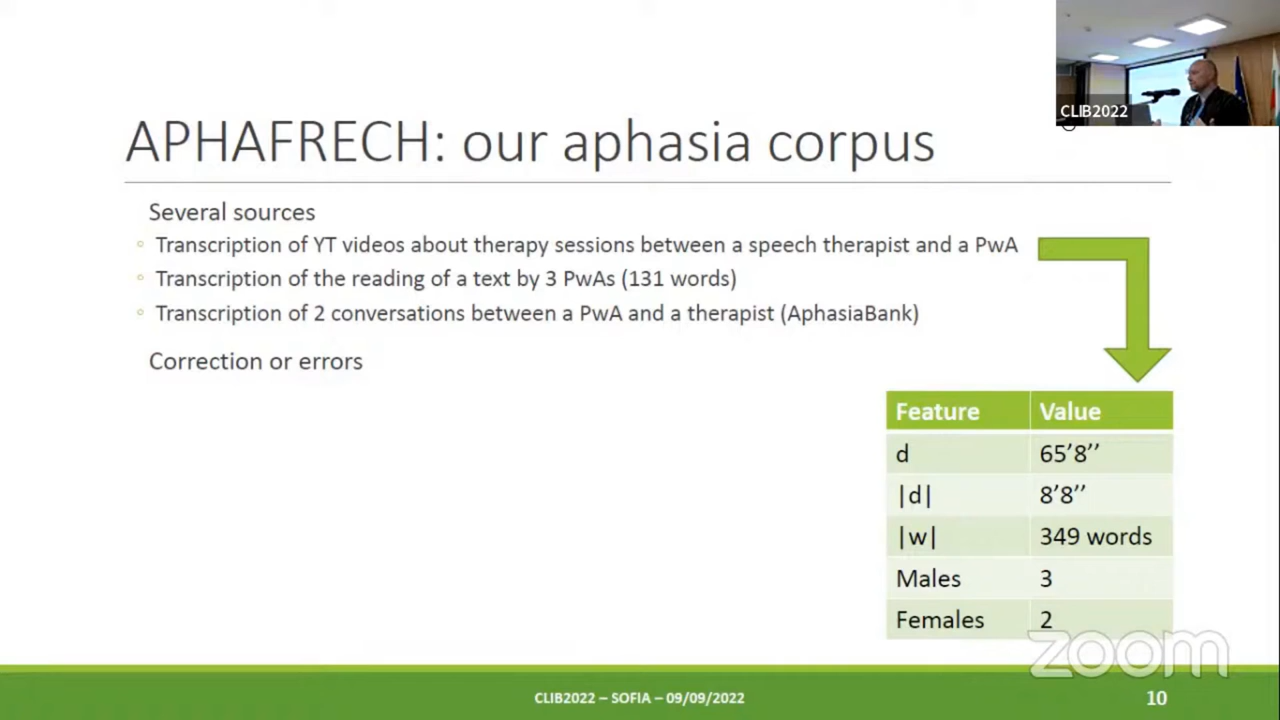 CLIB2022
APHAFRECH: our aphasia corpus
Several sources
◦ Transcription of YT videos about therapy sessions between a speech therapist and a PwA
◦ Transcription of the reading of a text by 3 PwAs (131 words)
◦ Transcription of 2 conversations between a PwA and a therapist (AphasiaBank)
Correction or errors
Feature Value
d 65’8’’
|d| 8’8’’
|w| 349 words
Males 3
Females 2
zoom
CLIB2022 – SOFIA – 09/09/2022 10